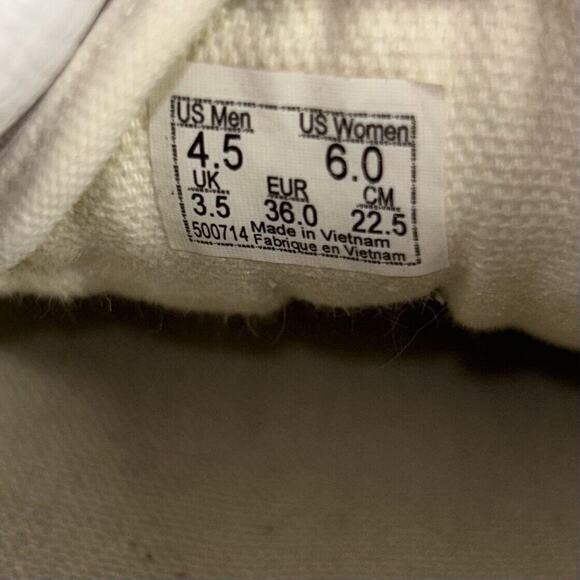 US Men US Women
4.5 6.0
UK EUR CM
3.5 36.0 22.5
500714 Made in Vietnam
Fabrique en Vietnam